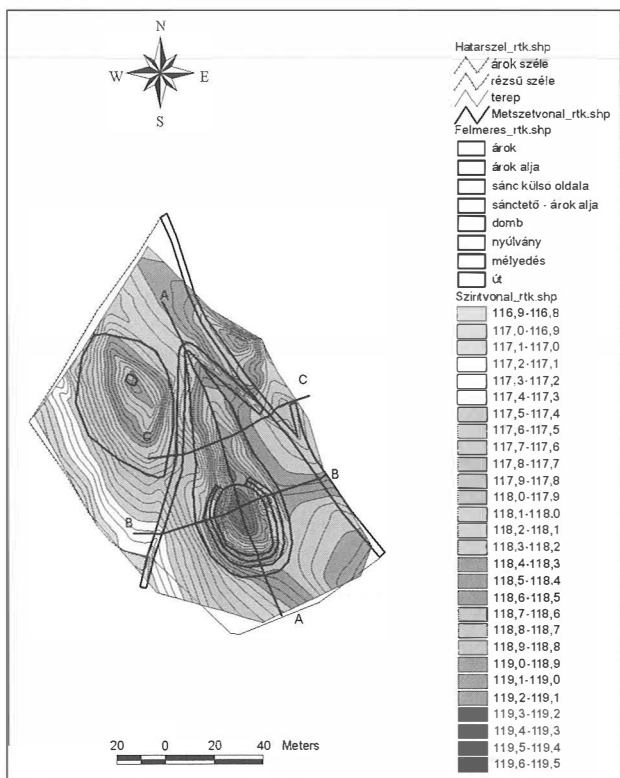 N
W E
S
A
C
C
B
B
A
20 0 20 40 Meters
Hatarszel_rtk.shp
árok széle
rézsű széle
terep
Metszetvonal_rtk.shp
Felmeres_rtk.shp
árok
árok alja
sánc külső oldala
sánctető - árok alja
domb
nyúlvány
mélyedés
út
Szintvonal_rtk.shp
116,9-116,8
117,0-116,9
117,1-117,0
117,2-117,1
117,3-117,2
117,4-117,3
117,5-117,4
117,6-117,5
117,7-117,6
117,8-117,7
117,9-117,8
118,0-117,9
118,1-118,0
118,2-118,1
118,3-118,2
118,4-118,3
118,5-118,4
118,6-118,5
118,7-118,6
118,8-118,7
118,9-118,8
119,0-118,9
119,1-119,0
119,2-119,1
119,3-119,2
119,4-119,3
119,5-119,4
119,6-119,5